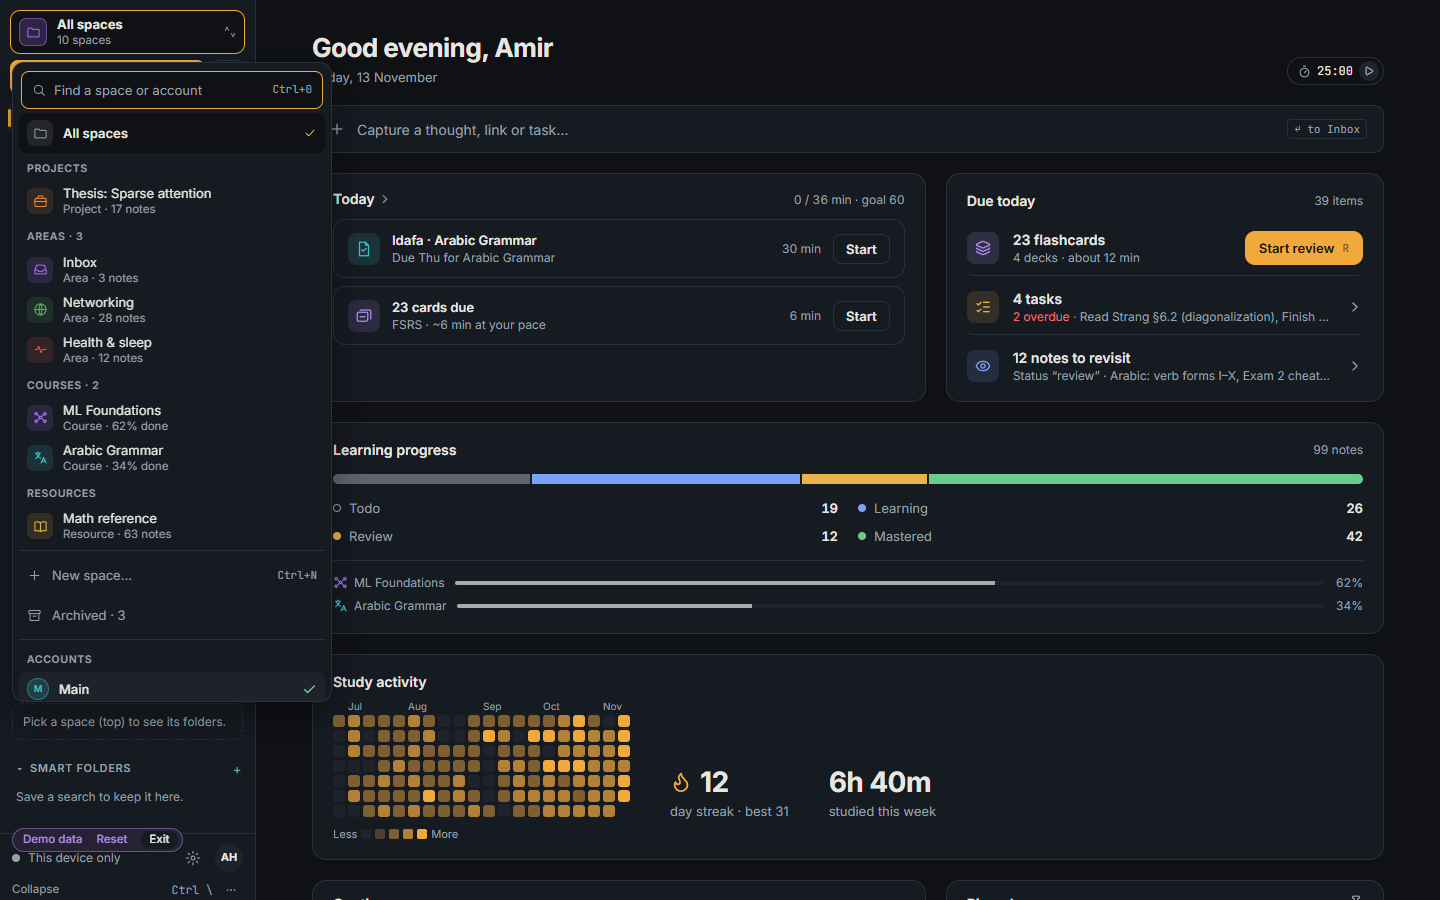 All spaces
10 spaces
Find a space or account
Ctrl+0
All spaces
PROJECTS
Thesis: Sparse attention
Project · 17 notes
AREAS · 3
Inbox
Area · 3 notes
Networking
Area · 28 notes
Health & sleep
Area · 12 notes
COURSES · 2
ML Foundations
Course · 62% done
Arabic Grammar
Course · 34% done
RESOURCES
Math reference
Resource · 63 notes
New space...
Ctrl+N
Archived · 3
ACCOUNTS
M Main
Pick a space (top) to see its folders.
SMART FOLDERS +
Save a search to keep it here.
Demo data Reset Exit
This device only
AH
Collapse Ctrl \ ...
Good evening, Amir
day, 13 November
25:00
Capture a thought, link or task...
↵ to Inbox
Today
0 / 36 min · goal 60
Idafa · Arabic Grammar
Due Thu for Arabic Grammar
30 min
Start
23 cards due
FSRS · ~6 min at your pace
6 min
Start
Due today
39 items
23 flashcards
4 decks · about 12 min
Start review R
4 tasks
2 overdue · Read Strang §6.2 (diagonalization), Finish ...
12 notes to revisit
Status "review" · Arabic: verb forms I–X, Exam 2 cheat...
Learning progress
99 notes
Todo 19
Learning 26
Review 12
Mastered 42
ML Foundations 62%
Arabic Grammar 34%
Study activity
Jul Aug Sep Oct Nov
Less More
12
day streak · best 31
6h 40m
studied this week